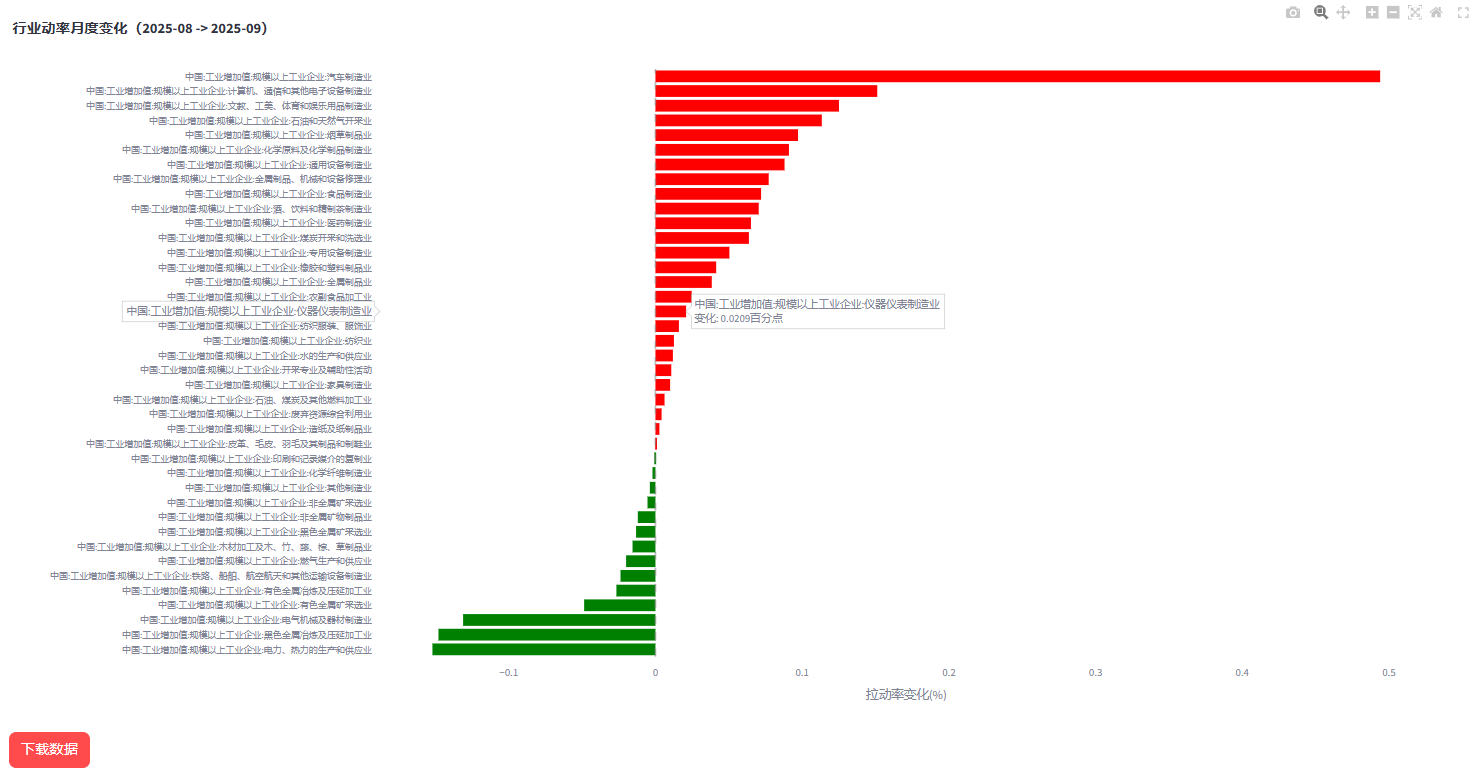 行业动率月度变化（2025-08 -> 2025-09）
中国:工业增加值:规模以上工业企业:汽车制造业
中国:工业增加值:规模以上工业企业:计算机、通信和其他电子设备制造业
中国:工业增加值:规模以上工业企业:文教、工美、体育和娱乐用品制造业
中国:工业增加值:规模以上工业企业:石油和天然气开采业
中国:工业增加值:规模以上工业企业:烟草制品业
中国:工业增加值:规模以上工业企业:化学原料及化学制品制造业
中国:工业增加值:规模以上工业企业:通用设备制造业
中国:工业增加值:规模以上工业企业:金属制品、机械和设备修理业
中国:工业增加值:规模以上工业企业:食品制造业
中国:工业增加值:规模以上工业企业:酒、饮料和精制茶制造业
中国:工业增加值:规模以上工业企业:医药制造业
中国:工业增加值:规模以上工业企业:煤炭开采和洗选业
中国:工业增加值:规模以上工业企业:专用设备制造业
中国:工业增加值:规模以上工业企业:橡胶和塑料制品业
中国:工业增加值:规模以上工业企业:金属制品业
中国:工业增加值:规模以上工业企业:农副食品加工业
中国:工业增加值:规模以上工业企业:仪器仪表制造业
中国:工业增加值:规模以上工业企业:仪器仪表制造业
变化: 0.0209百分点
中国:工业增加值:规模以上工业企业:纺织服装、服饰业
中国:工业增加值:规模以上工业企业:纺织业
中国:工业增加值:规模以上工业企业:水的生产和供应业
中国:工业增加值:规模以上工业企业:开采专业及辅助性活动
中国:工业增加值:规模以上工业企业:家具制造业
中国:工业增加值:规模以上工业企业:石油、煤炭及其他燃料加工业
中国:工业增加值:规模以上工业企业:废弃资源综合利用业
中国:工业增加值:规模以上工业企业:造纸及纸制品业
中国:工业增加值:规模以上工业企业:皮革、毛皮、羽毛及其制品和制鞋业
中国:工业增加值:规模以上工业企业:印刷和记录媒介的复制业
中国:工业增加值:规模以上工业企业:化学纤维制造业
中国:工业增加值:规模以上工业企业:其他制造业
中国:工业增加值:规模以上工业企业:非金属矿采选业
中国:工业增加值:规模以上工业企业:非金属矿物制品业
中国:工业增加值:规模以上工业企业:黑色金属矿采选业
中国:工业增加值:规模以上工业企业:木材加工及木、竹、藤、棕、草制品业
中国:工业增加值:规模以上工业企业:燃气生产和供应业
中国:工业增加值:规模以上工业企业:铁路、船舶、航空航天和其他运输设备制造业
中国:工业增加值:规模以上工业企业:有色金属冶炼及压延加工业
中国:工业增加值:规模以上工业企业:有色金属矿采选业
中国:工业增加值:规模以上工业企业:电气机械及器材制造业
中国:工业增加值:规模以上工业企业:黑色金属冶炼及压延加工业
中国:工业增加值:规模以上工业企业:电力、热力的生产和供应业
−0.1 0 0.1 0.2 0.3 0.4 0.5
拉动率变化(%)
下载数据